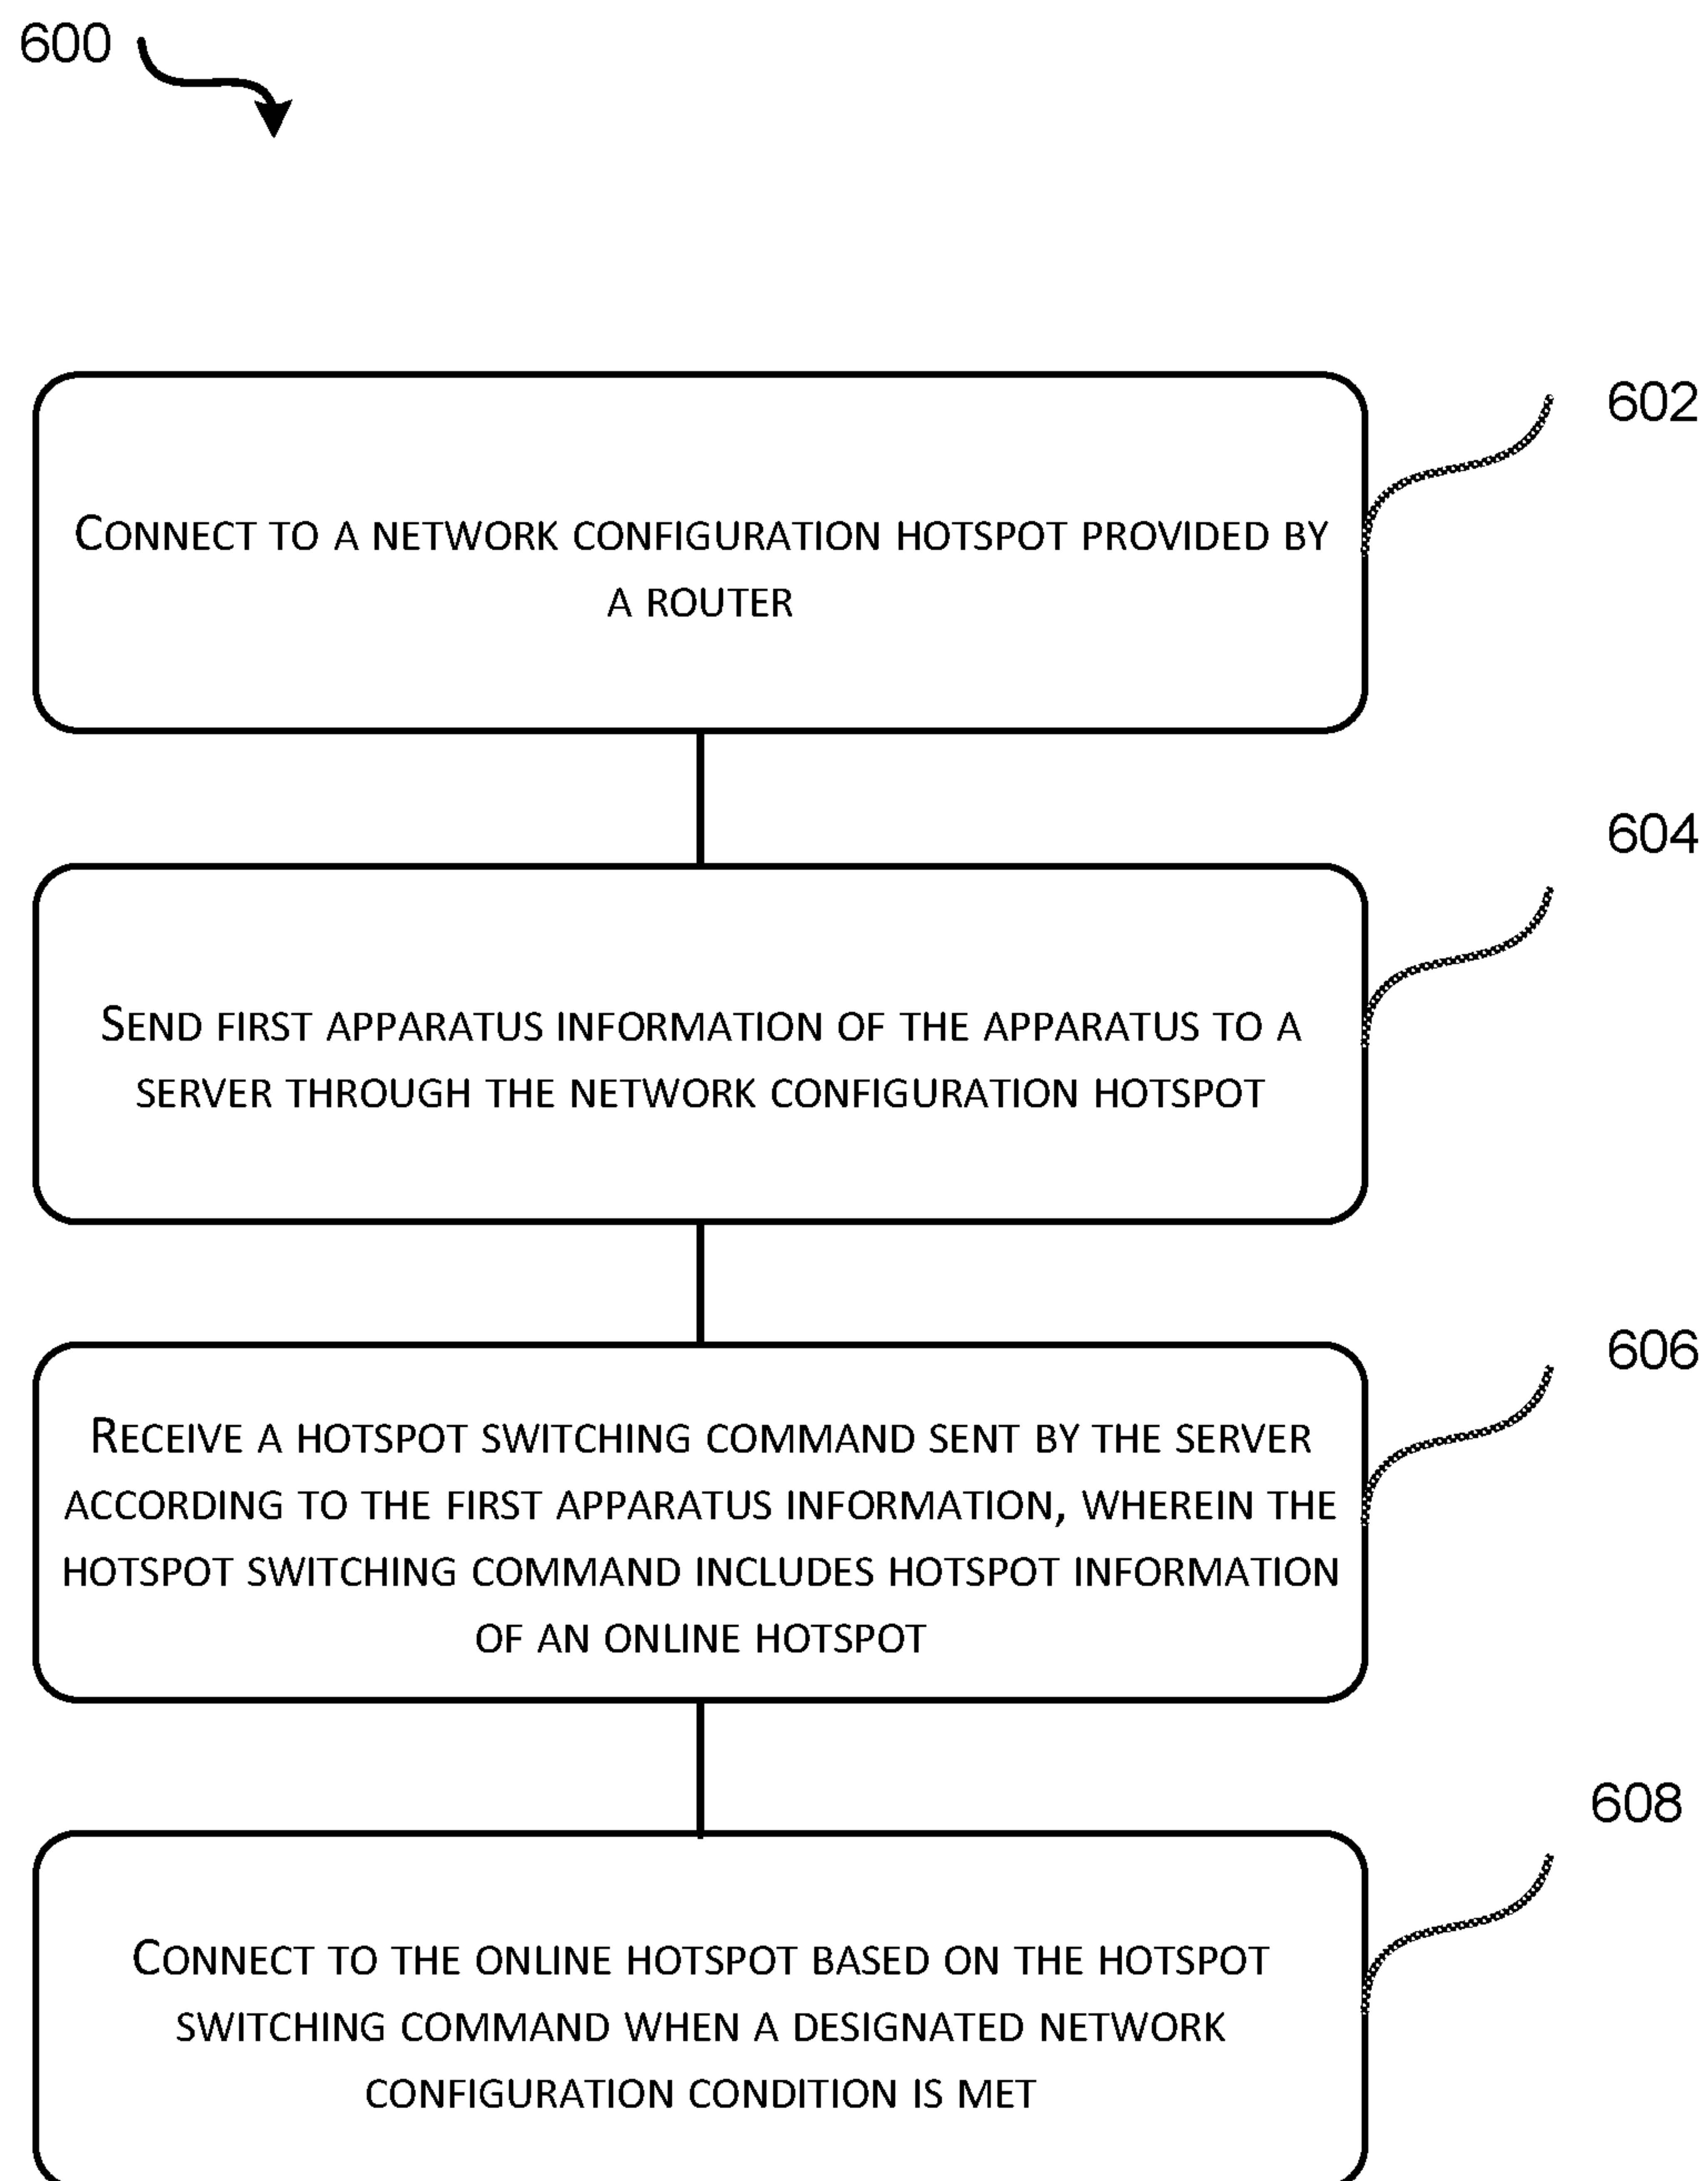 600
602
CONNECT TO A NETWORK CONFIGURATION HOTSPOT PROVIDED BY
A ROUTER
604
SEND FIRST APPARATUS INFORMATION OF THE APPARATUS TO A
SERVER THROUGH THE NETWORK CONFIGURATION HOTSPOT
606
RECEIVE A HOTSPOT SWITCHING COMMAND SENT BY THE SERVER
ACCORDING TO THE FIRST APPARATUS INFORMATION, WHEREIN THE
HOTSPOT SWITCHING COMMAND INCLUDES HOTSPOT INFORMATION
OF AN ONLINE HOTSPOT
608
CONNECT TO THE ONLINE HOTSPOT BASED ON THE HOTSPOT
SWITCHING COMMAND WHEN A DESIGNATED NETWORK
CONFIGURATION CONDITION IS MET